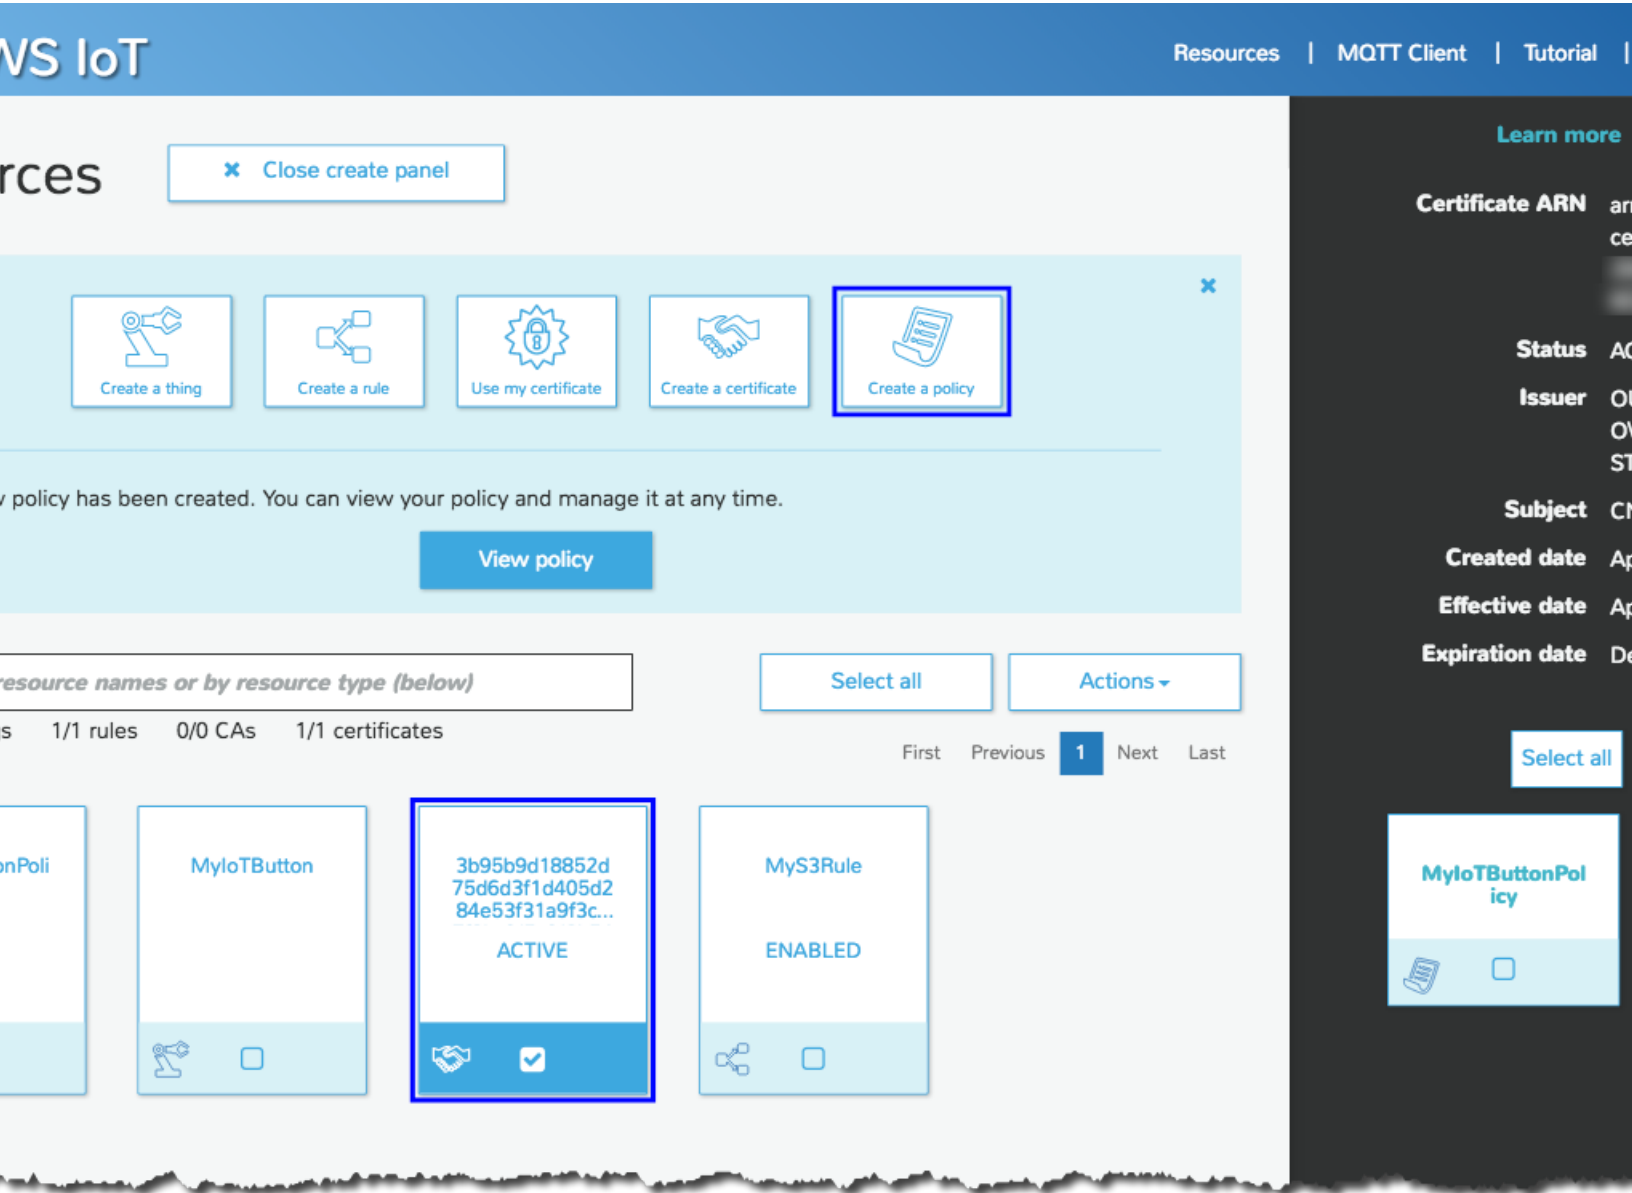 WS IoT
Resources | MQTT Client | Tutorial |
rces
Close create panel
Learn more
Certificate ARN
Create a thing
Create a rule
Use my certificate
Create a certificate
Create a policy
Status
Issuer
policy has been created. You can view your policy and manage it at any time.
Subject
View policy
Created date
Effective date
Expiration date
resource names or by resource type (below)
Select all
Actions
s 1/1 rules 0/0 CAs 1/1 certificates
First Previous 1 Next Last
Select all
onPoli
MyIoTButton
3b95b9d18852d
75d6d3f1d405d2
84e53f31a9f3c...
ACTIVE
MyS3Rule
ENABLED
MyIoTButtonPol
icy